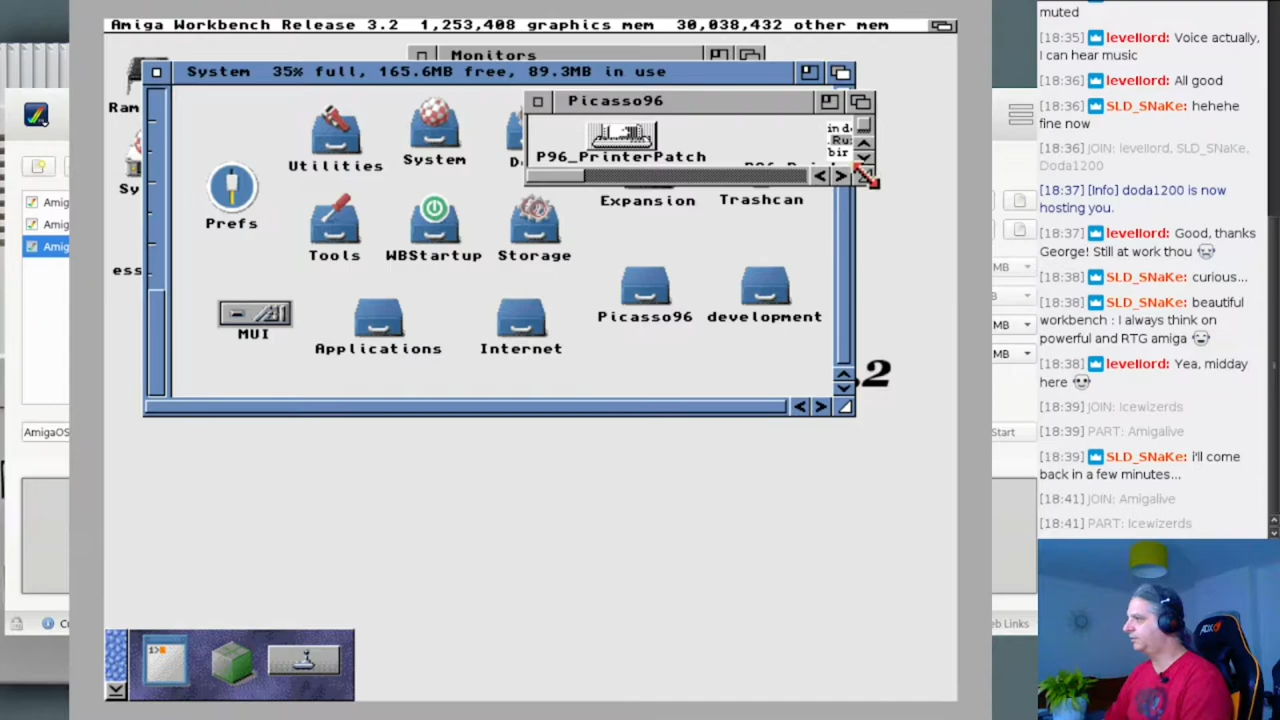 Amiga Workbench Release 3.2 1,253,408 graphics mem 30,038,432 other mem
Monitors
System 35% full, 165.6MB free, 89.3MB in use
Picasso96
Ram
Utilities
System
P96_PrinterPatch
Sy
Prefs
Expansion
Trashcan
Tools
WBStartup
Storage
ess
Picasso96
development
MUI
Applications
Internet
.2
Amig
Amig
Amig
AmigaOS
MB
MB
MB
Start
eb Links
muted
[18:35] levellord: Voice actually,
I can hear music
[18:36] levellord: All good
[18:36] SLD_SNaKe: hehehe
fine now
[18:36] JOIN: levellord, SLD_SNaKe,
Doda1200
[18:37] [Info] doda1200 is now
hosting you.
[18:37] levellord: Good, thanks
George! Still at work thou
[18:38] SLD_SNaKe: curious...
[18:38] SLD_SNaKe: beautiful
workbench : I always think on
powerful and RTG amiga
[18:38] levellord: Yea, midday
here
[18:39] JOIN: Icewizerds
[18:39] PART: Amigalive
[18:39] SLD_SNaKe: i'll come
back in a few minutes...
[18:41] JOIN: Amigalive
[18:41] PART: Icewizerds